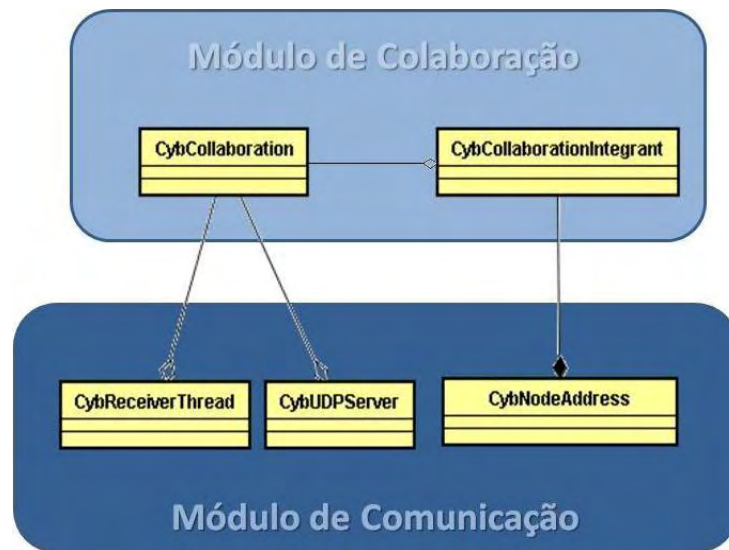 Módulo de Colaboração
CybCollaboration
CybCollaborationIntegrant
CybReceiverThread
CybUDPServer
CybNodeAddress
Módulo de Comunicação